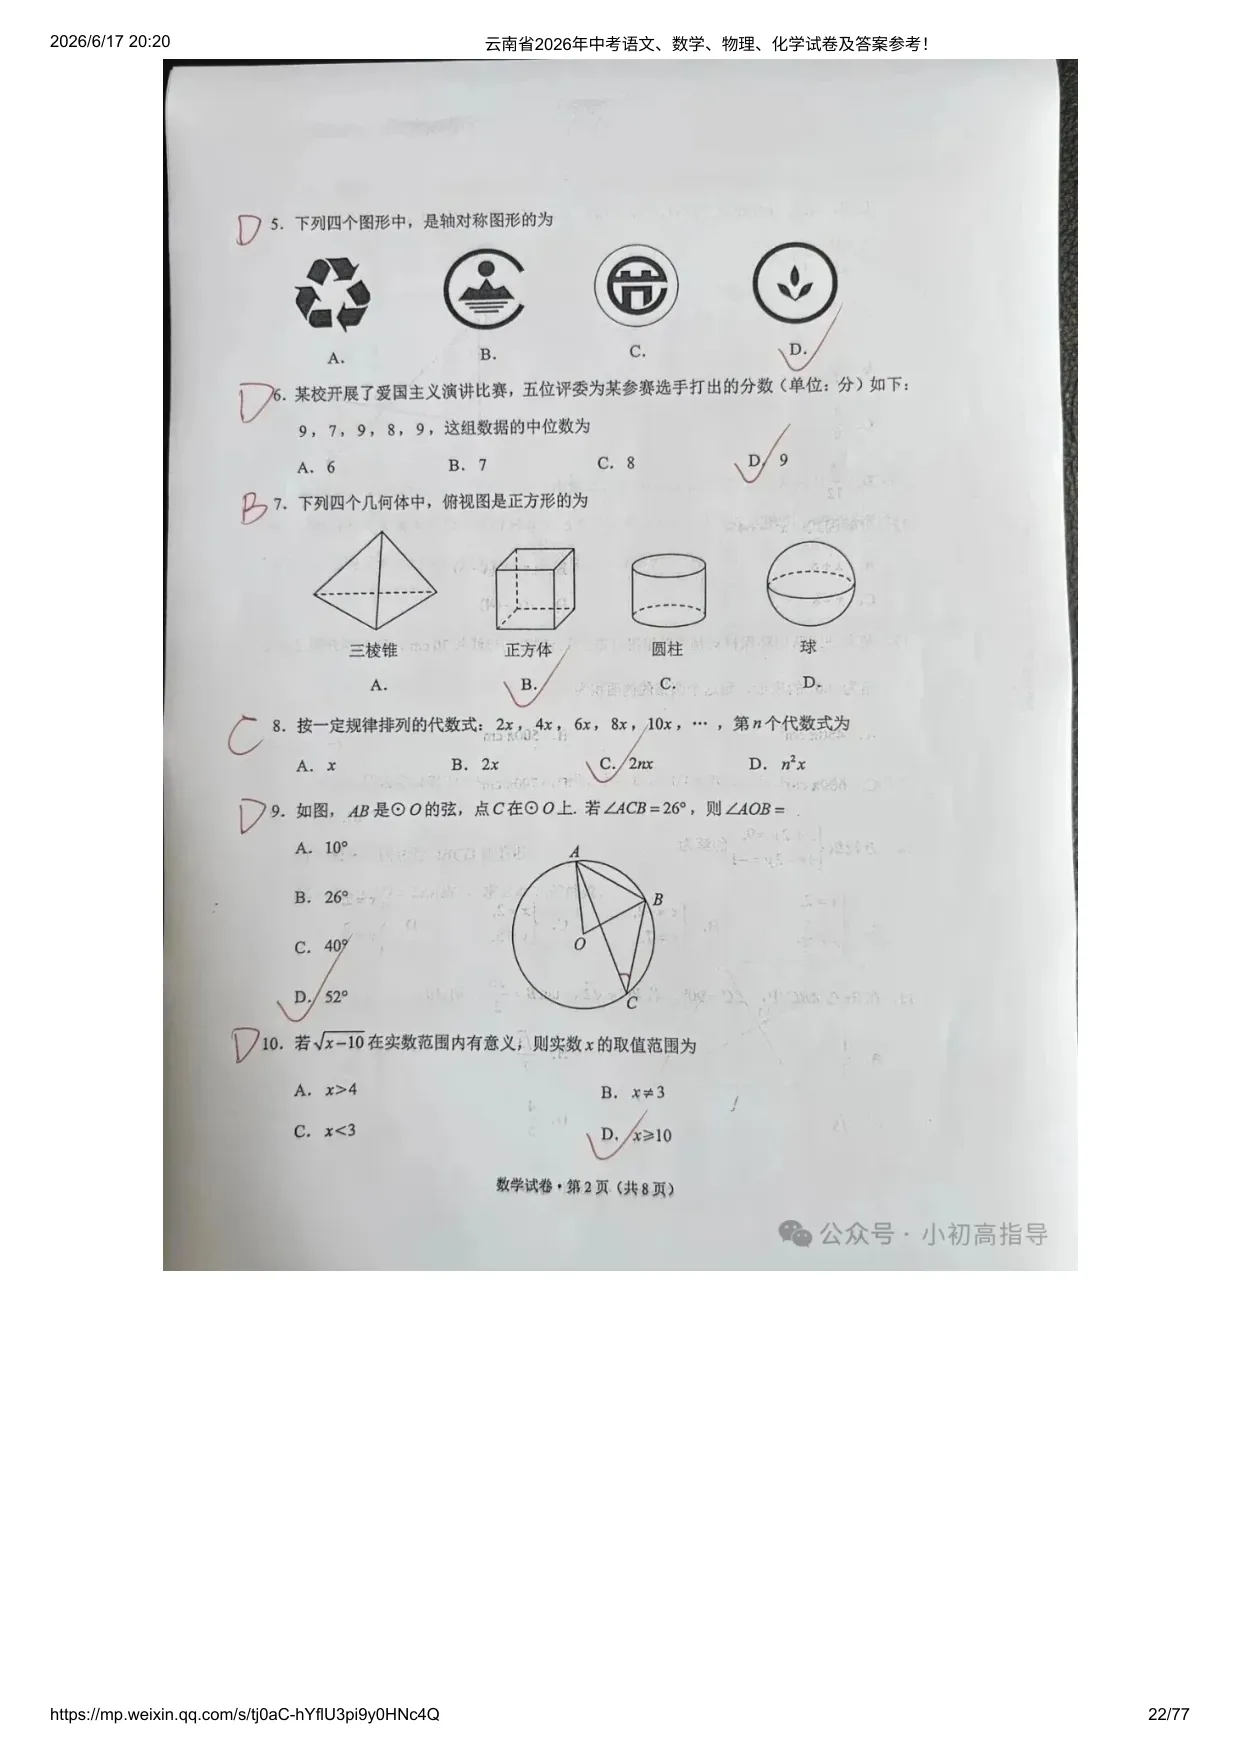 2026/6/17 20:20
云南省2026年中考语文、数学、物理、化学试卷及答案参考！
D 5. 下列四个图形中，是轴对称图形的为
A. B. C. D.
D 6. 某校开展了爱国主义演讲比赛，五位评委为某参赛选手打出的分数（单位：分）如下：
9，7，9，8，9，这组数据的中位数为
A. 6 B. 7 C. 8 D. 9
B 7. 下列四个几何体中，俯视图是正方形的为
三棱锥 正方体 圆柱 球
A. B. C. D.
C 8. 按一定规律排列的代数式：2x，4x，6x，8x，10x，…，第n个代数式为
A. x B. 2x C. 2nx D. n²x
D 9. 如图，AB是⊙O的弦，点C在⊙O上. 若∠ACB=26°，则∠AOB=
A. 10°
B. 26°
C. 40°
D. 52°
A
B
O
C
D 10. 若√(x−10)在实数范围内有意义，则实数x的取值范围为
A. x>4 B. x≠3
C. x<3 D. x⩾10
数学试卷·第2页（共8页）
公众号·小初高指导
https://mp.weixin.qq.com/s/tj0aC-hYflU3pi9y0HNc4Q
22/77